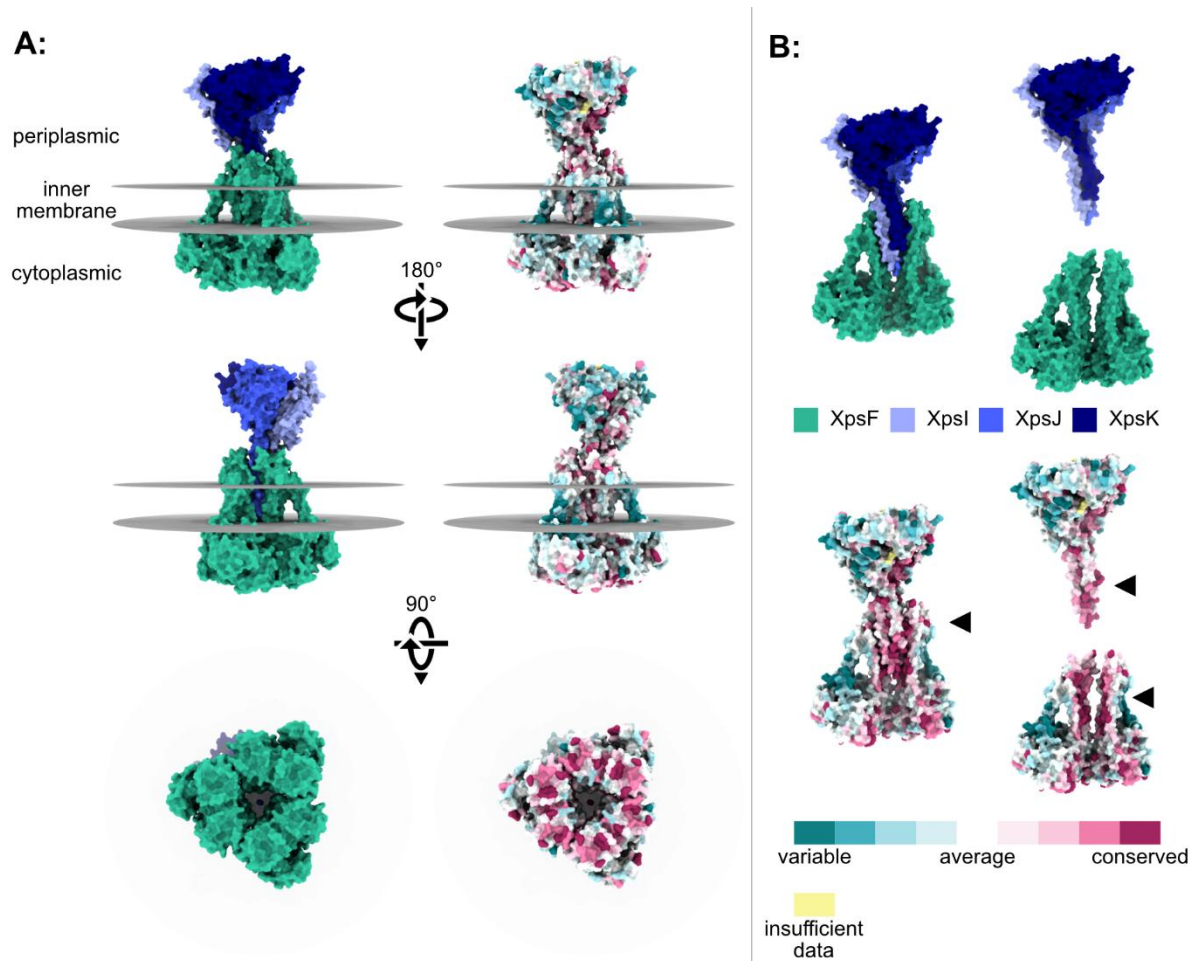 A:
periplasmic
inner
membrane
cytoplasmic
180°
90°
B:
XpsF XpsI XpsJ XpsK
variable average conserved
insufficient
data